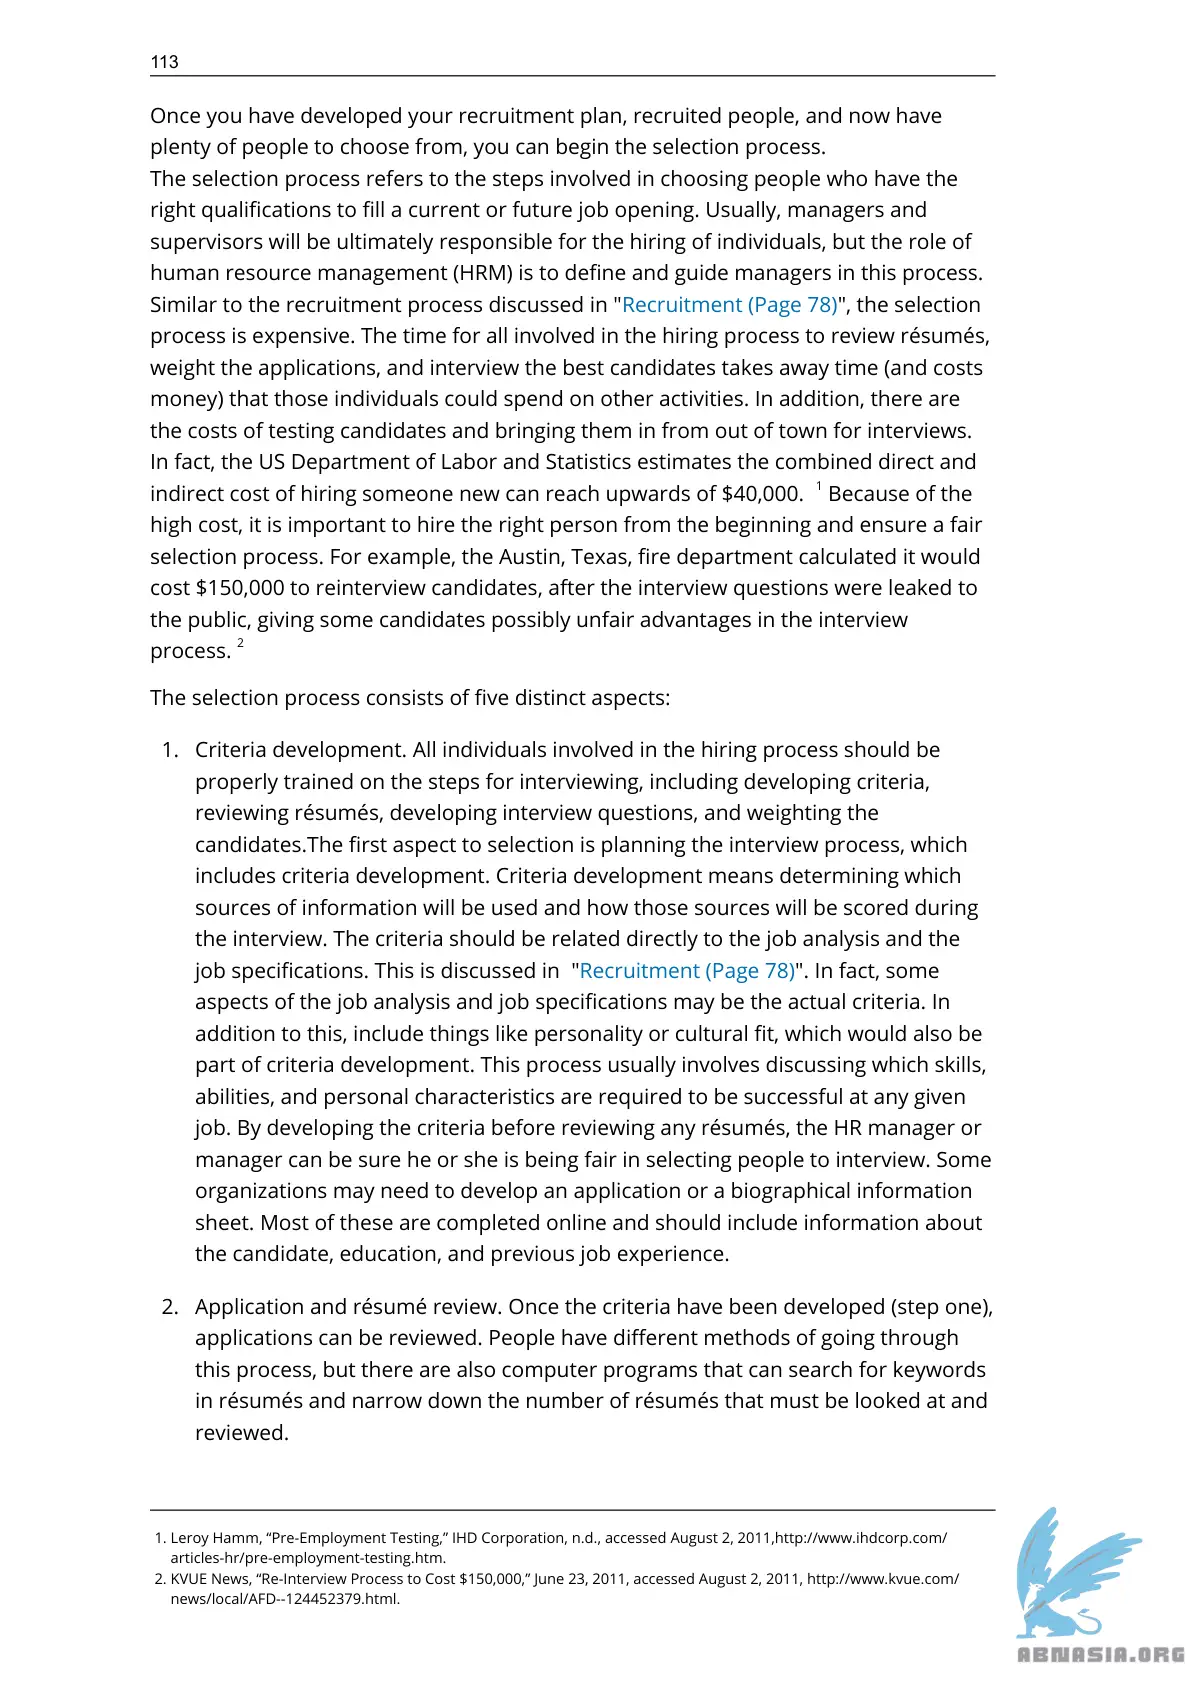 113
Once you have developed your recruitment plan, recruited people, and now have
plenty of people to choose from, you can begin the selection process.
The selection process refers to the steps involved in choosing people who have the
right qualifications to fill a current or future job opening. Usually, managers and
supervisors will be ultimately responsible for the hiring of individuals, but the role of
human resource management (HRM) is to define and guide managers in this process.
Similar to the recruitment process discussed in "Recruitment (Page 78)", the selection
process is expensive. The time for all involved in the hiring process to review résumés,
weight the applications, and interview the best candidates takes away time (and costs
money) that those individuals could spend on other activities. In addition, there are
the costs of testing candidates and bringing them in from out of town for interviews.
In fact, the US Department of Labor and Statistics estimates the combined direct and
indirect cost of hiring someone new can reach upwards of $40,000. 1 Because of the
high cost, it is important to hire the right person from the beginning and ensure a fair
selection process. For example, the Austin, Texas, fire department calculated it would
cost $150,000 to reinterview candidates, after the interview questions were leaked to
the public, giving some candidates possibly unfair advantages in the interview
process. 2
The selection process consists of five distinct aspects:
1. Criteria development. All individuals involved in the hiring process should be
properly trained on the steps for interviewing, including developing criteria,
reviewing résumés, developing interview questions, and weighting the
candidates.The first aspect to selection is planning the interview process, which
includes criteria development. Criteria development means determining which
sources of information will be used and how those sources will be scored during
the interview. The criteria should be related directly to the job analysis and the
job specifications. This is discussed in "Recruitment (Page 78)". In fact, some
aspects of the job analysis and job specifications may be the actual criteria. In
addition to this, include things like personality or cultural fit, which would also be
part of criteria development. This process usually involves discussing which skills,
abilities, and personal characteristics are required to be successful at any given
job. By developing the criteria before reviewing any résumés, the HR manager or
manager can be sure he or she is being fair in selecting people to interview. Some
organizations may need to develop an application or a biographical information
sheet. Most of these are completed online and should include information about
the candidate, education, and previous job experience.
2. Application and résumé review. Once the criteria have been developed (step one),
applications can be reviewed. People have different methods of going through
this process, but there are also computer programs that can search for keywords
in résumés and narrow down the number of résumés that must be looked at and
reviewed.
1. Leroy Hamm, “Pre-Employment Testing,” IHD Corporation, n.d., accessed August 2, 2011,http://www.ihdcorp.com/
articles-hr/pre-employment-testing.htm.
2. KVUE News, “Re-Interview Process to Cost $150,000,” June 23, 2011, accessed August 2, 2011, http://www.kvue.com/
news/local/AFD--124452379.html.
ABNASIA.ORG